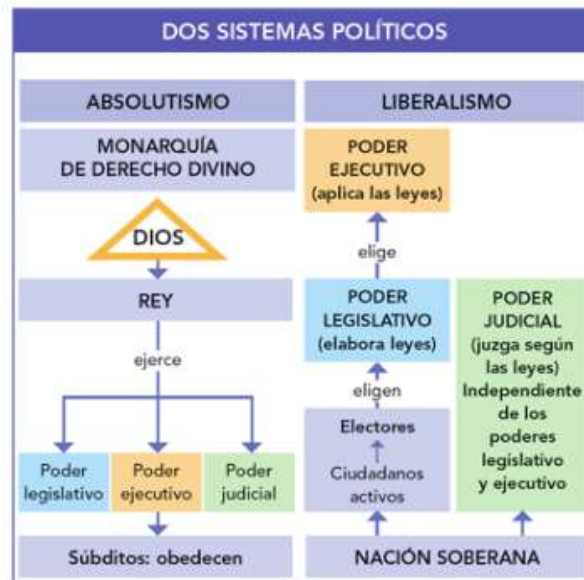 DOS SISTEMAS POLÍTICOS
ABSOLUTISMO
MONARQUÍA
DE DERECHO DIVINO
DIOS
REY
ejerce
Poder
legislativo
Poder
ejecutivo
Poder
judicial
Súbditos: obedecen
LIBERALISMO
PODER
EJECUTIVO
(aplica las leyes)
elige
PODER
LEGISLATIVO
(elabora leyes)
eligen
Electores
Ciudadanos
activos
PODER
JUDICIAL
(juzga según
las leyes)
Independiente
de los
poderes
legislativo
y ejecutivo
NACIÓN SOBERANA